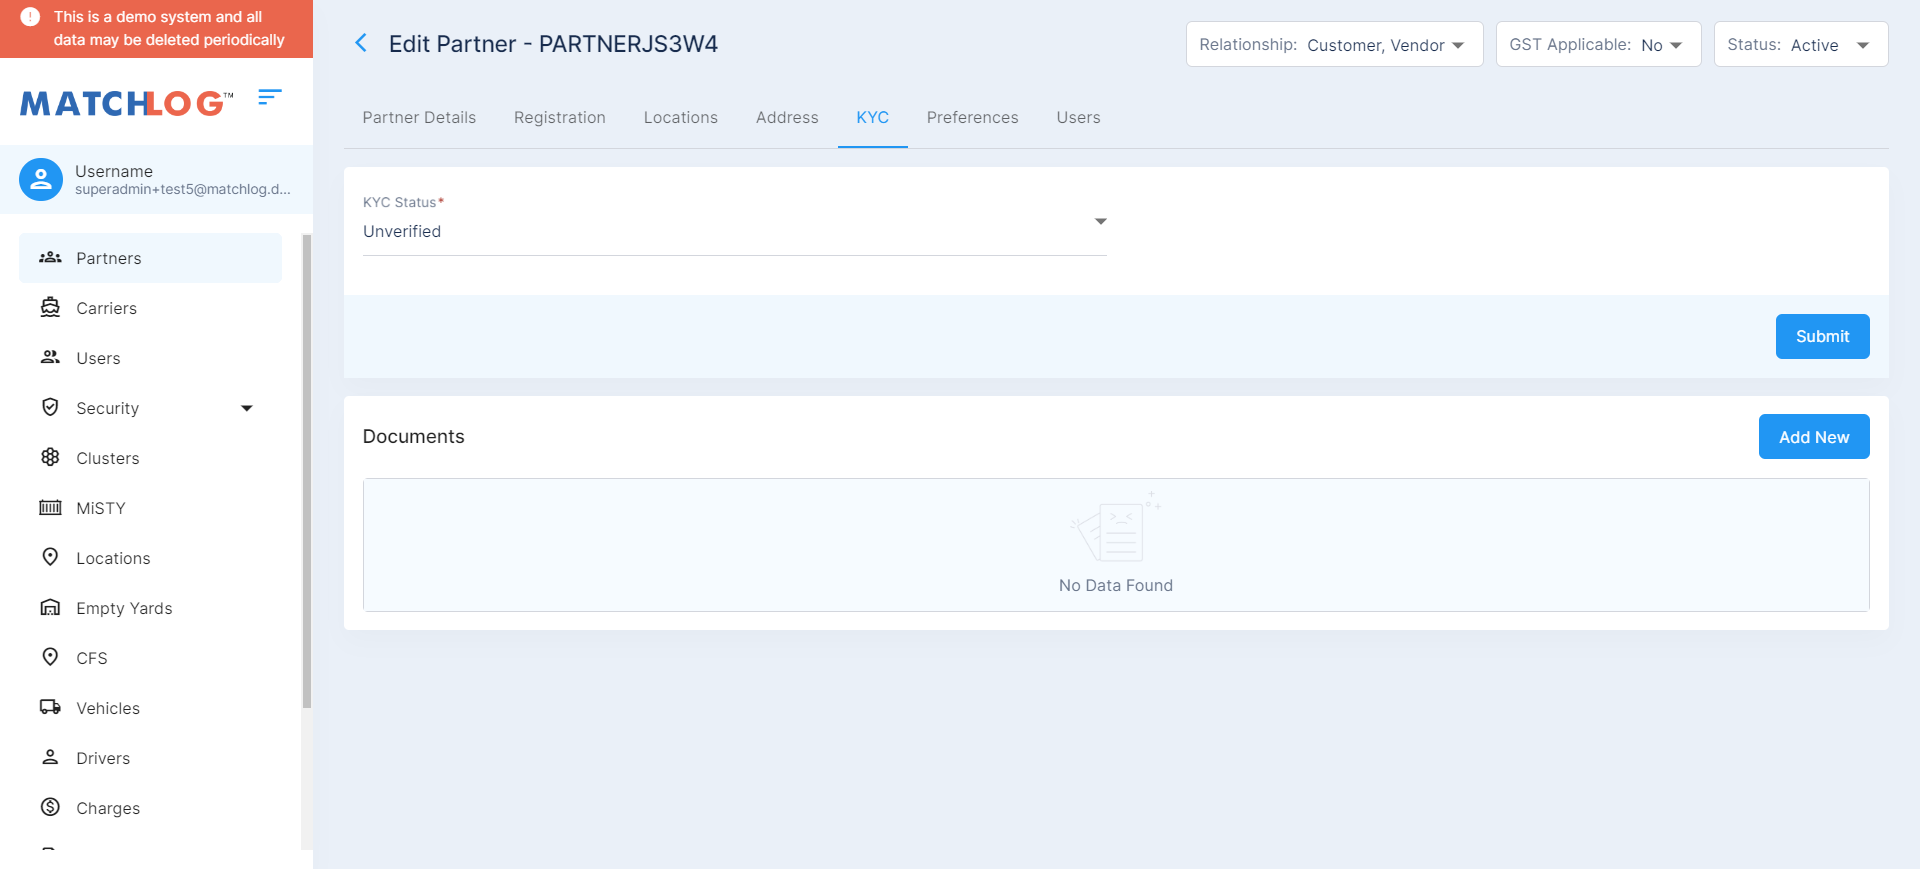 This is a demo system and all
data may be deleted periodically
MATCHLOG™
Username
superadmin+test5@matchlog.d...
Partners
Carriers
Users
Security
Clusters
MiSTY
Locations
Empty Yards
CFS
Vehicles
Drivers
Charges
Edit Partner - PARTNERJS3W4
Relationship: Customer, Vendor
GST Applicable: No
Status: Active
Partner Details
Registration
Locations
Address
KYC
Preferences
Users
KYC Status*
Unverified
Submit
Documents
Add New
No Data Found